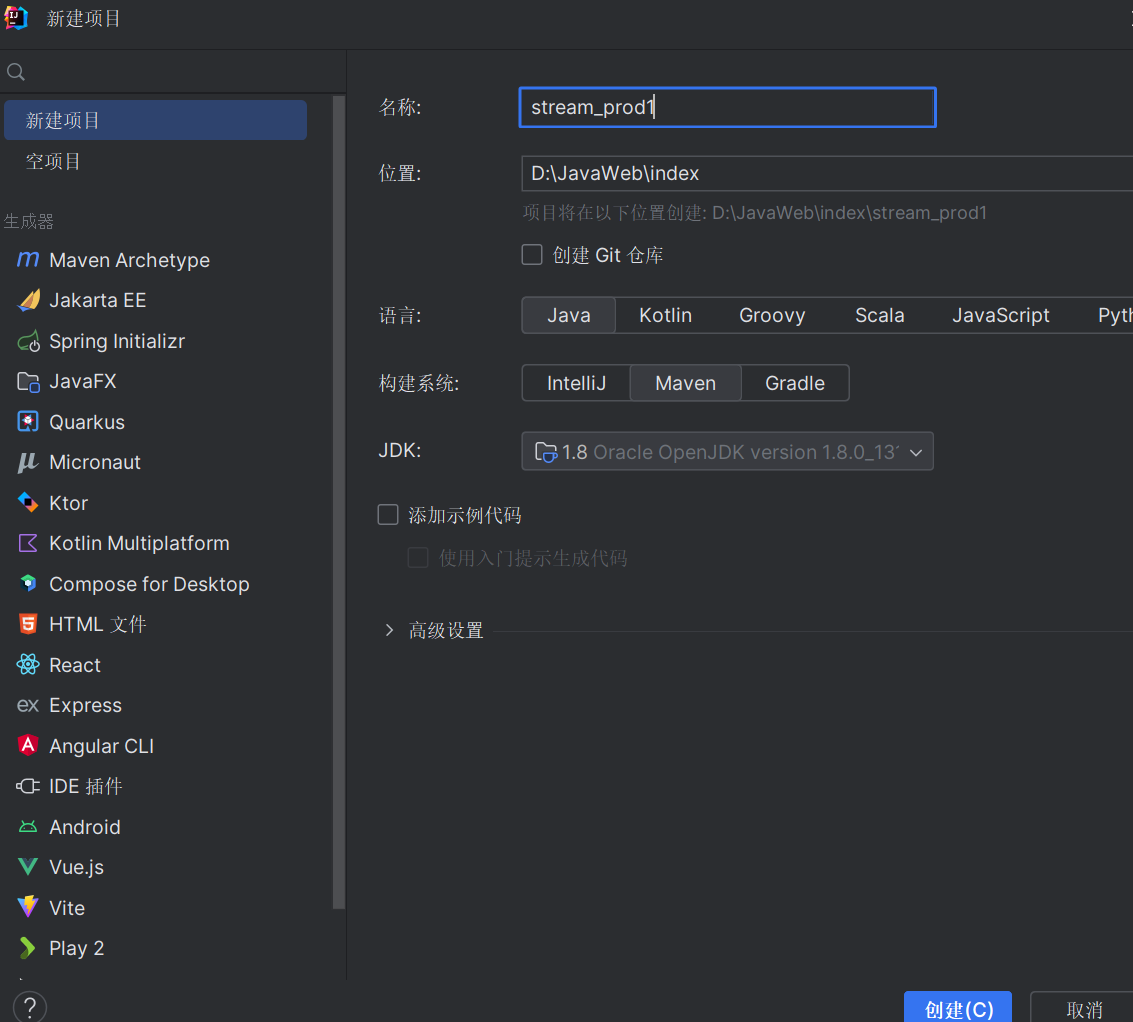 新建项目
新建项目
空项目
生成器
Maven Archetype
Jakarta EE
Spring Initializr
JavaFX
Quarkus
Micronaut
Ktor
Kotlin Multiplatform
Compose for Desktop
HTML 文件
React
Express
Angular CLI
IDE 插件
Android
Vue.js
Vite
Play 2
名称: stream_prod1
位置: D:\JavaWeb\index
项目将在以下位置创建: D:\JavaWeb\index\stream_prod1
创建 Git 仓库
语言: Java Kotlin Groovy Scala JavaScript
构建系统: IntelliJ Maven Gradle
JDK: 1.8 Oracle OpenJDK version 1.8.0_13
添加示例代码
使用入门提示生成代码
高级设置
?
创建(C) 取消